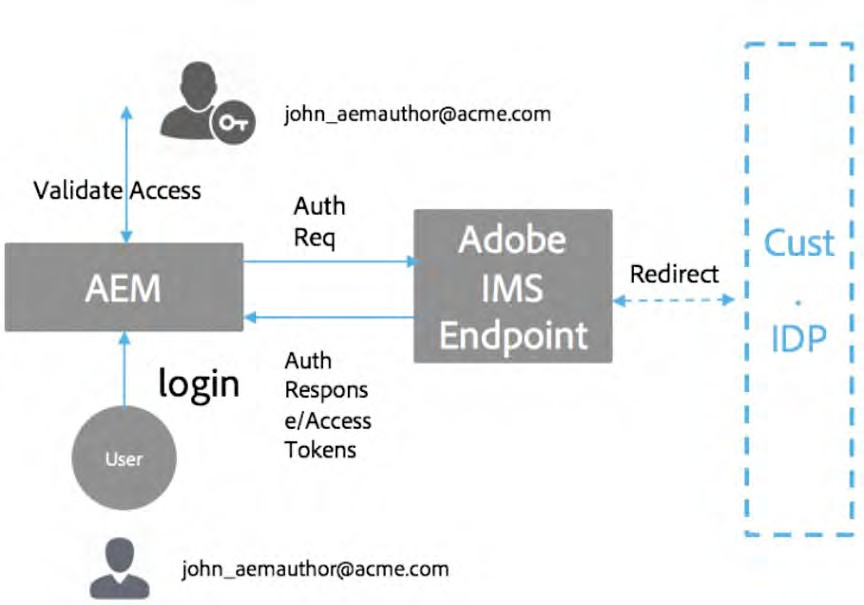 john_aemauthor@acme.com
Validate Access
Auth
Req
AEM
Adobe
IMS
Endpoint
Redirect
Cust
.
IDP
login
Auth
Respons
e/Access
Tokens
User
john_aemauthor@acme.com